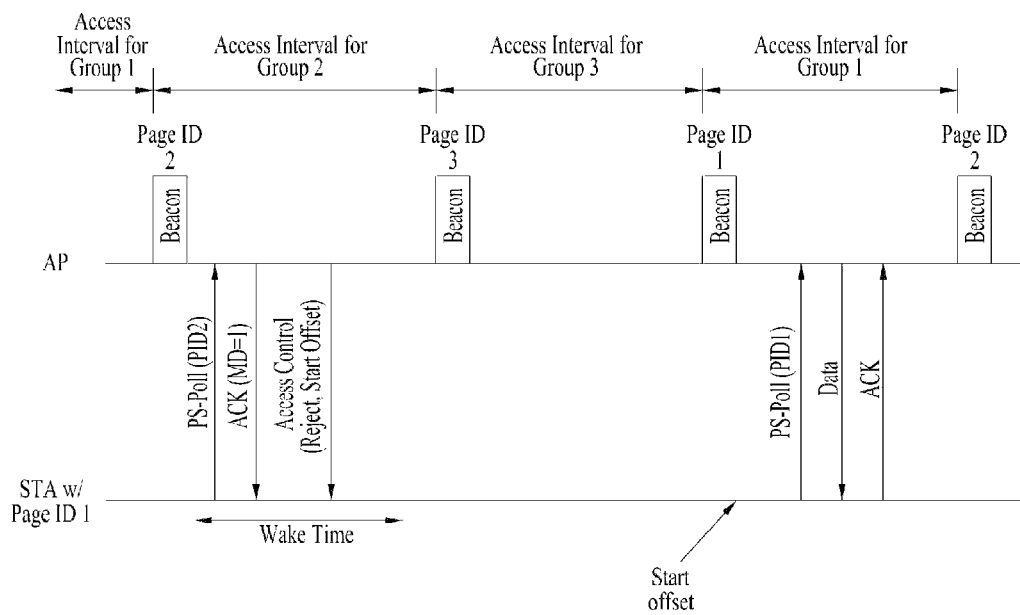 Access
Interval for
Group 1
Access Interval for
Group 2
Access Interval for
Group 3
Access Interval for
Group 1
Page ID
2
Page ID
3
Page ID
1
Page ID
2
Beacon
Beacon
Beacon
Beacon
AP
PS-Poll (PID2)
ACK (MD=1)
Access Control
(Reject, Start Offset)
PS-Poll (PID1)
Data
ACK
STA w/
Page ID 1
Wake Time
Start
offset